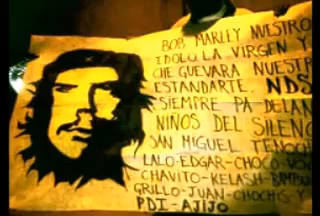 BOB MARLEY NUESTRO
IDOLO LA VIRGEN Y
CHE GUEVARA NUESTR
ESTANDARTE. NDS
SIEMPRE PA DELAN
NIÑOS DEL SILENC
SAN MIGUEL TENOCH
LALO-EDGAR-CHOCO-
CHAVITO-KELASH-
GRILLO-JUAN-CHOCHS-Y-
PDI-AJIJO